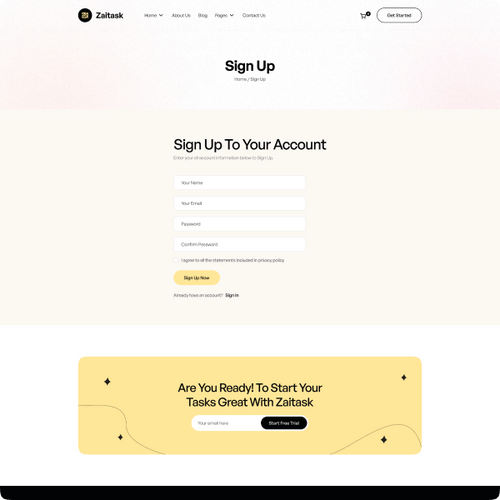 Zaitask
Home About Us Blog Pages Contact Us
0
Get Started
Sign Up
Home / Sign Up
Sign Up To Your Account
Enter your all account information below to Sign Up.
Your Name
Your Email
Password
Confirm Password
I agree to all the statements included in privacy policy
Sign Up Now
Already have an account? Sign In
Are You Ready! To Start Your
Tasks Great With Zaitask
Your email here
Start Free Trial